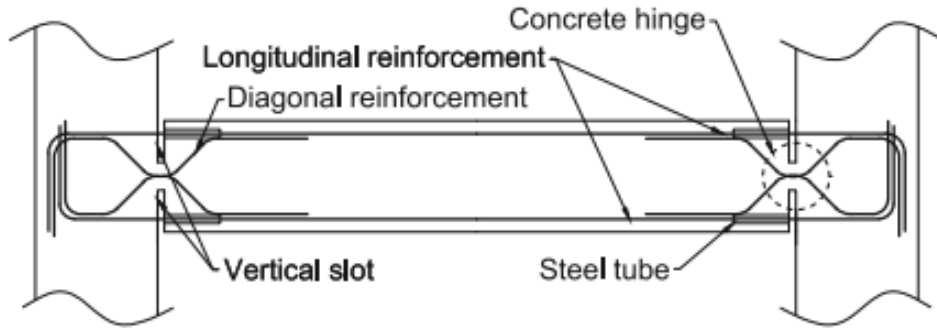 Concrete hinge
Longitudinal reinforcement
Diagonal reinforcement
Vertical slot
Steel tube